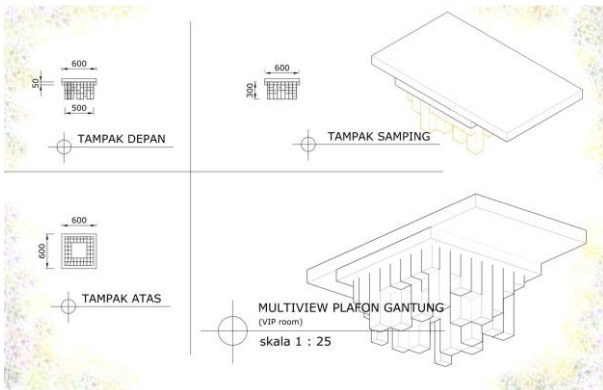 600
50
500
TAMPAK DEPAN
600
300
TAMPAK SAMPING
600
600
TAMPAK ATAS
MULTIVIEW PLAFON GANTUNG
(VIP room)
skala 1 : 25